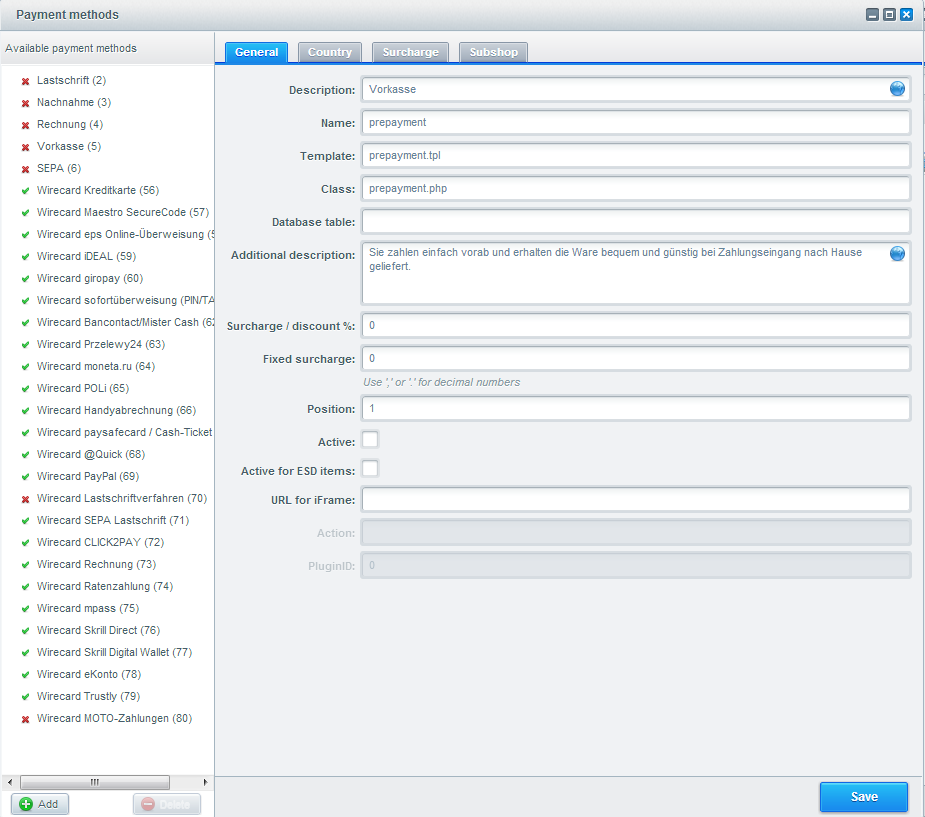 Payment methods
Available payment methods
Lastschrift (2)
Nachnahme (3)
Rechnung (4)
Vorkasse (5)
SEPA (6)
Wirecard Kreditkarte (56)
Wirecard Maestro SecureCode (57)
Wirecard eps Online-Überweisung (5
Wirecard iDEAL (59)
Wirecard giropay (60)
Wirecard sofortüberweisung (PIN/TA
Wirecard Bancontact/Mister Cash (62
Wirecard Przelewy24 (63)
Wirecard moneta.ru (64)
Wirecard POLi (65)
Wirecard Handyabrechnung (66)
Wirecard paysafecard / Cash-Ticket
Wirecard @Quick (68)
Wirecard PayPal (69)
Wirecard Lastschriftverfahren (70)
Wirecard SEPA Lastschrift (71)
Wirecard CLICK2PAY (72)
Wirecard Rechnung (73)
Wirecard Ratenzahlung (74)
Wirecard mpass (75)
Wirecard Skrill Direct (76)
Wirecard Skrill Digital Wallet (77)
Wirecard eKonto (78)
Wirecard Trustly (79)
Wirecard MOTO-Zahlungen (80)
Add Delete
General Country Surcharge Subshop
Description: Vorkasse
Name: prepayment
Template: prepayment.tpl
Class: prepayment.php
Database table:
Additional description: Sie zahlen einfach vorab und erhalten die Ware bequem und günstig bei Zahlungseingang nach Hause
geliefert.
Surcharge / discount %: 0
Fixed surcharge: 0
Use ',' or '.' for decimal numbers
Position: 1
Active:
Active for ESD items:
URL for iFrame:
Action:
PluginID: 0
Save